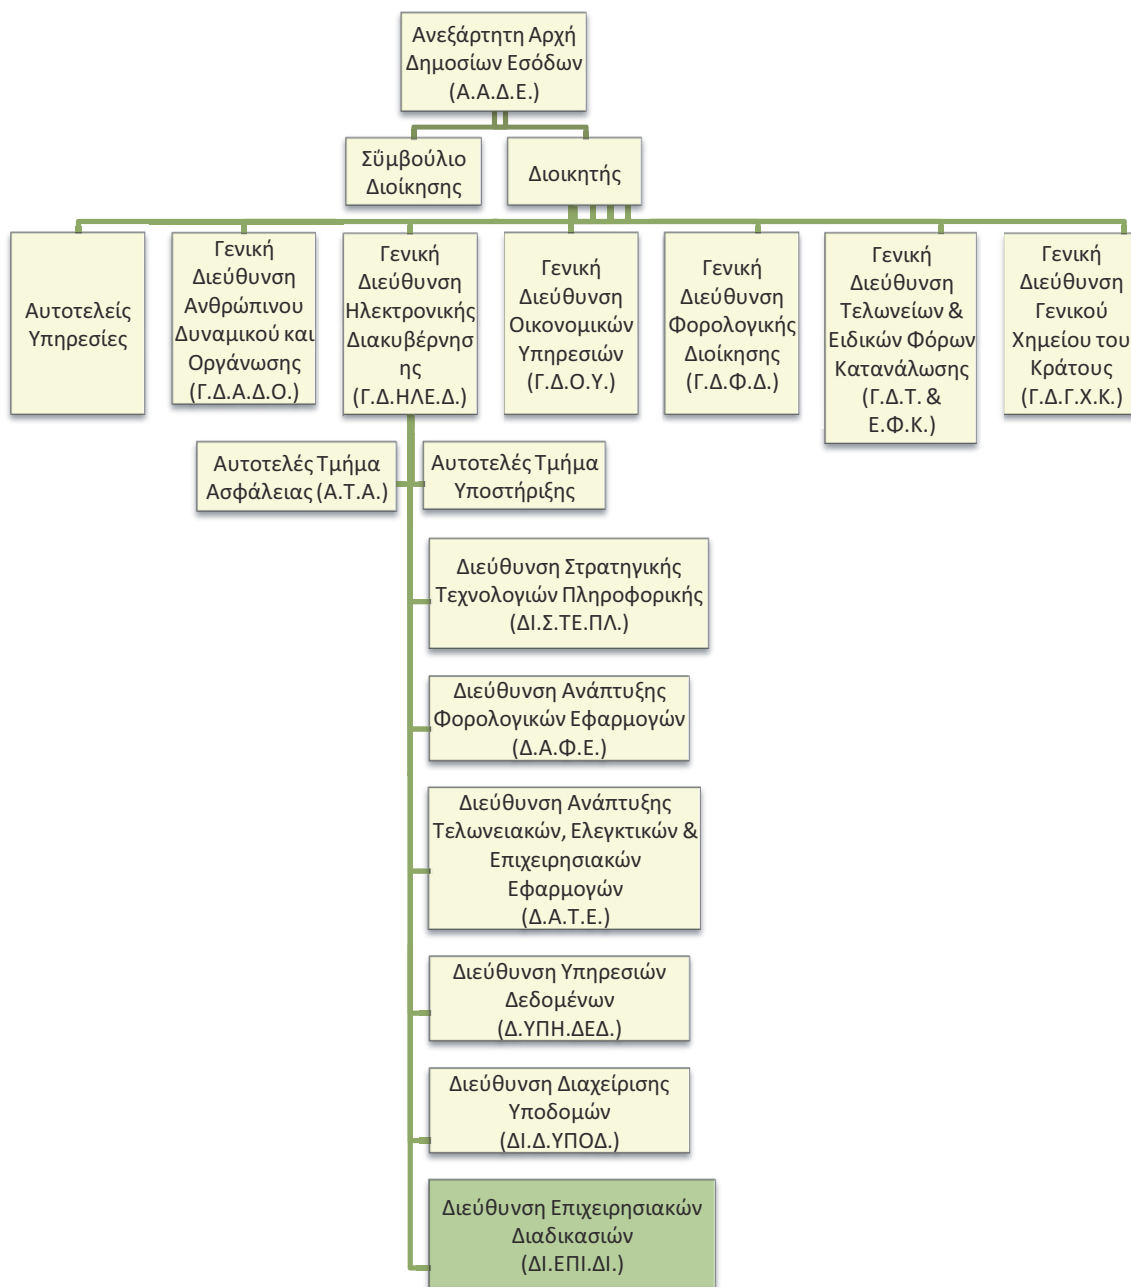 Ανεξάρτητη Αρχή
Δημοσίων Εσόδων
(Α.Α.Δ.Ε.)
Σΰμβούλιο
Διοίκησης
Διοικητής
Αυτοτελείς
Υπηρεσίες
Γενική
Διεύθυνση
Ανθρώπινου
Δυναμικού και
Οργάνωσης
(Γ.Δ.Α.Δ.Ο.)
Γενική
Διεύθυνση
Ηλεκτρονικής
Διακυβέρνησ
ης
(Γ.Δ.ΗΛΕ.Δ.)
Γενική
Διεύθυνση
Οικονομικών
Υπηρεσιών
(Γ.Δ.Ο.Υ.)
Γενική
Διεύθυνση
Φορολογικής
Διοίκησης
(Γ.Δ.Φ.Δ.)
Γενική
Διεύθυνση
Τελωνείων &
Ειδικών Φόρων
Κατανάλωσης
(Γ.Δ.Τ. &
Ε.Φ.Κ.)
Γενική
Διεύθυνση
Γενικού
Χημείου του
Κράτους
(Γ.Δ.Γ.Χ.Κ.)
Αυτοτελές Τμήμα
Ασφάλειας (Α.Τ.Α.)
Αυτοτελές Τμήμα
Υποστήριξης
Διεύθυνση Στρατηγικής
Τεχνολογιών Πληροφορικής
(ΔΙ.Σ.ΤΕ.ΠΛ.)
Διεύθυνση Ανάπτυξης
Φορολογικών Εφαρμογών
(Δ.Α.Φ.Ε.)
Διεύθυνση Ανάπτυξης
Τελωνειακών, Ελεγκτικών &
Επιχειρησιακών
Εφαρμογών
(Δ.Α.Τ.Ε.)
Διεύθυνση Υπηρεσιών
Δεδομένων
(Δ.ΥΠΗ.ΔΕΔ.)
Διεύθυνση Διαχείρισης
Υποδομών
(ΔΙ.Δ.ΥΠΟΔ.)
Διεύθυνση Επιχειρησιακών
Διαδικασιών
(ΔΙ.ΕΠΙ.ΔΙ.)